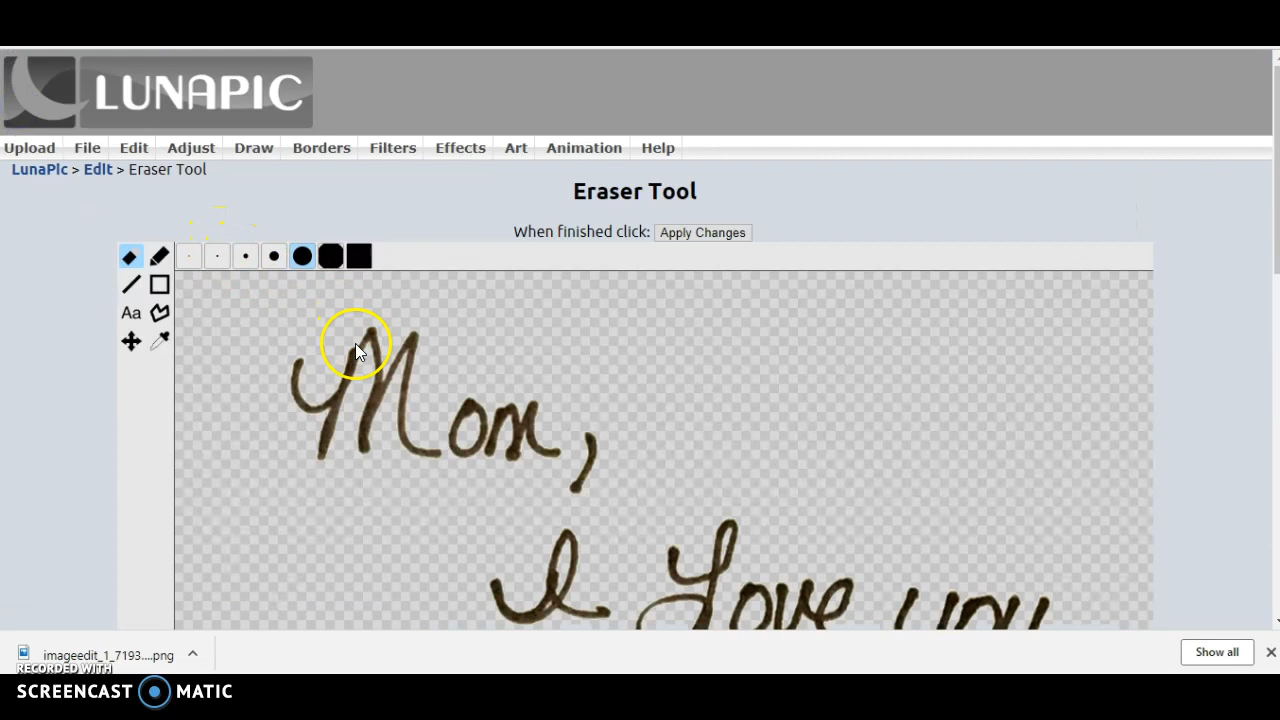 LUNAPIC
Upload File Edit Adjust Draw Borders Filters Effects Art Animation Help
LunaPic > Edit > Eraser Tool
Eraser Tool
When finished click: Apply Changes
Aa
Mom,
I Love you
imageedit_1_7193....png
Show all
RECORDED WITH
SCREENCAST MATIC